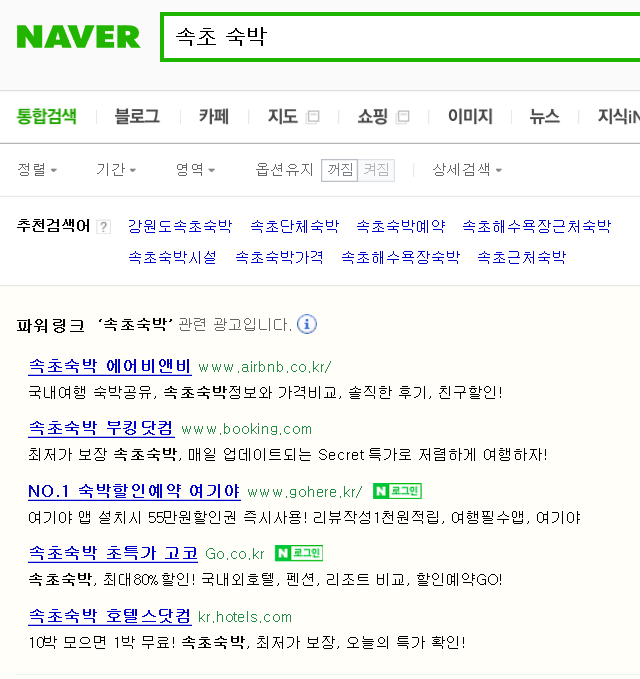 NAVER 속초 숙박
통합검색 블로그 카페 지도 쇼핑 이미지 뉴스
정렬 기간 영역 옵션유지 꺼짐 켜짐 상세검색
추천검색어 ? 강원도속초숙박 속초단체숙박 속초숙박예약 속초해수욕장근처숙박
속초숙박시설 속초숙박가격 속초해수욕장숙박 속초근처숙박
파워링크 '속초숙박' 관련 광고입니다. i
속초숙박 에어비앤비 www.airbnb.co.kr/
국내여행 숙박공유, 속초숙박정보와 가격비교, 솔직한 후기, 친구할인!
속초숙박 부킹닷컴 www.booking.com
최저가 보장 속초숙박, 매일 업데이트되는 Secret 특가로 저렴하게 여행하자!
NO.1 숙박할인예약 여기야 www.gohere.kr/ N 로그인
여기야 앱 설치시 55만원할인권 즉시사용! 리뷰작성1천원적립, 여행필수앱, 여기야
속초숙박 초특가 고코 Go.co.kr N 로그인
속초숙박, 최대80%할인! 국내외호텔, 펜션, 리조트 비교, 할인예약GO!
속초숙박 호텔스닷컴 kr.hotels.com
10박 모으면 1박 무료! 속초숙박, 최저가 보장, 오늘의 특가 확인!